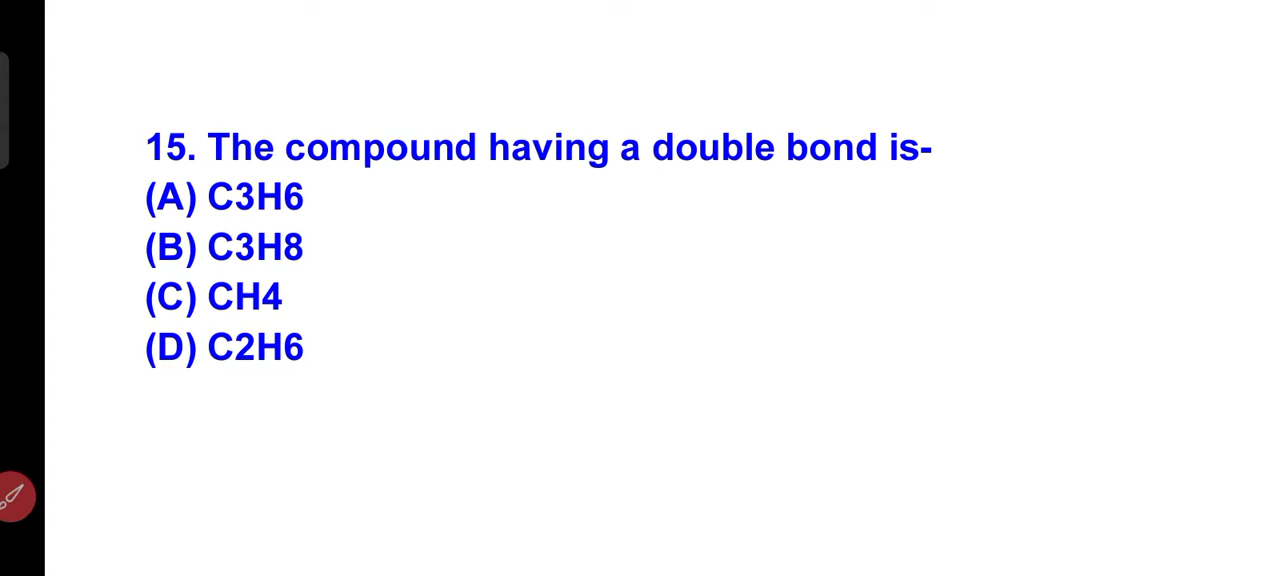 15. The compound having a double bond is-
(A) C3H6
(B) C3H8
(C) CH4
(D) C2H6